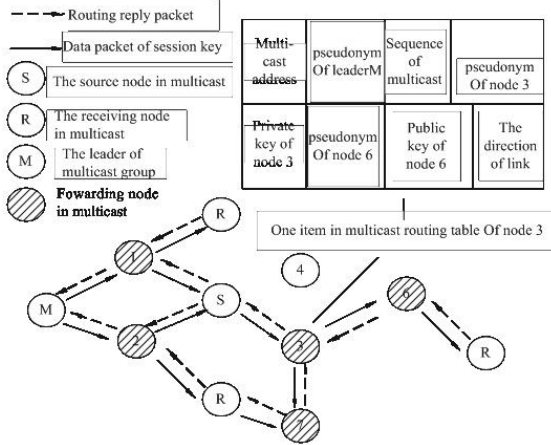 Routing reply packet
Data packet of session key
S
The source node in multicast
R
The receiving node
in multicast
M
The leader of
multicast group
Fowarding node
in multicast
Multi-
cast
address
pseudonym
Of leaderM
Sequence
of
multicast
pseudonym
Of node 3
Private
key of
node 3
pseudonym
Of node 6
Public
key of
node 6
The
direction
of link
One item in multicast routing table Of node 3
R
1
4
6
M
S
2
3
R
R
7